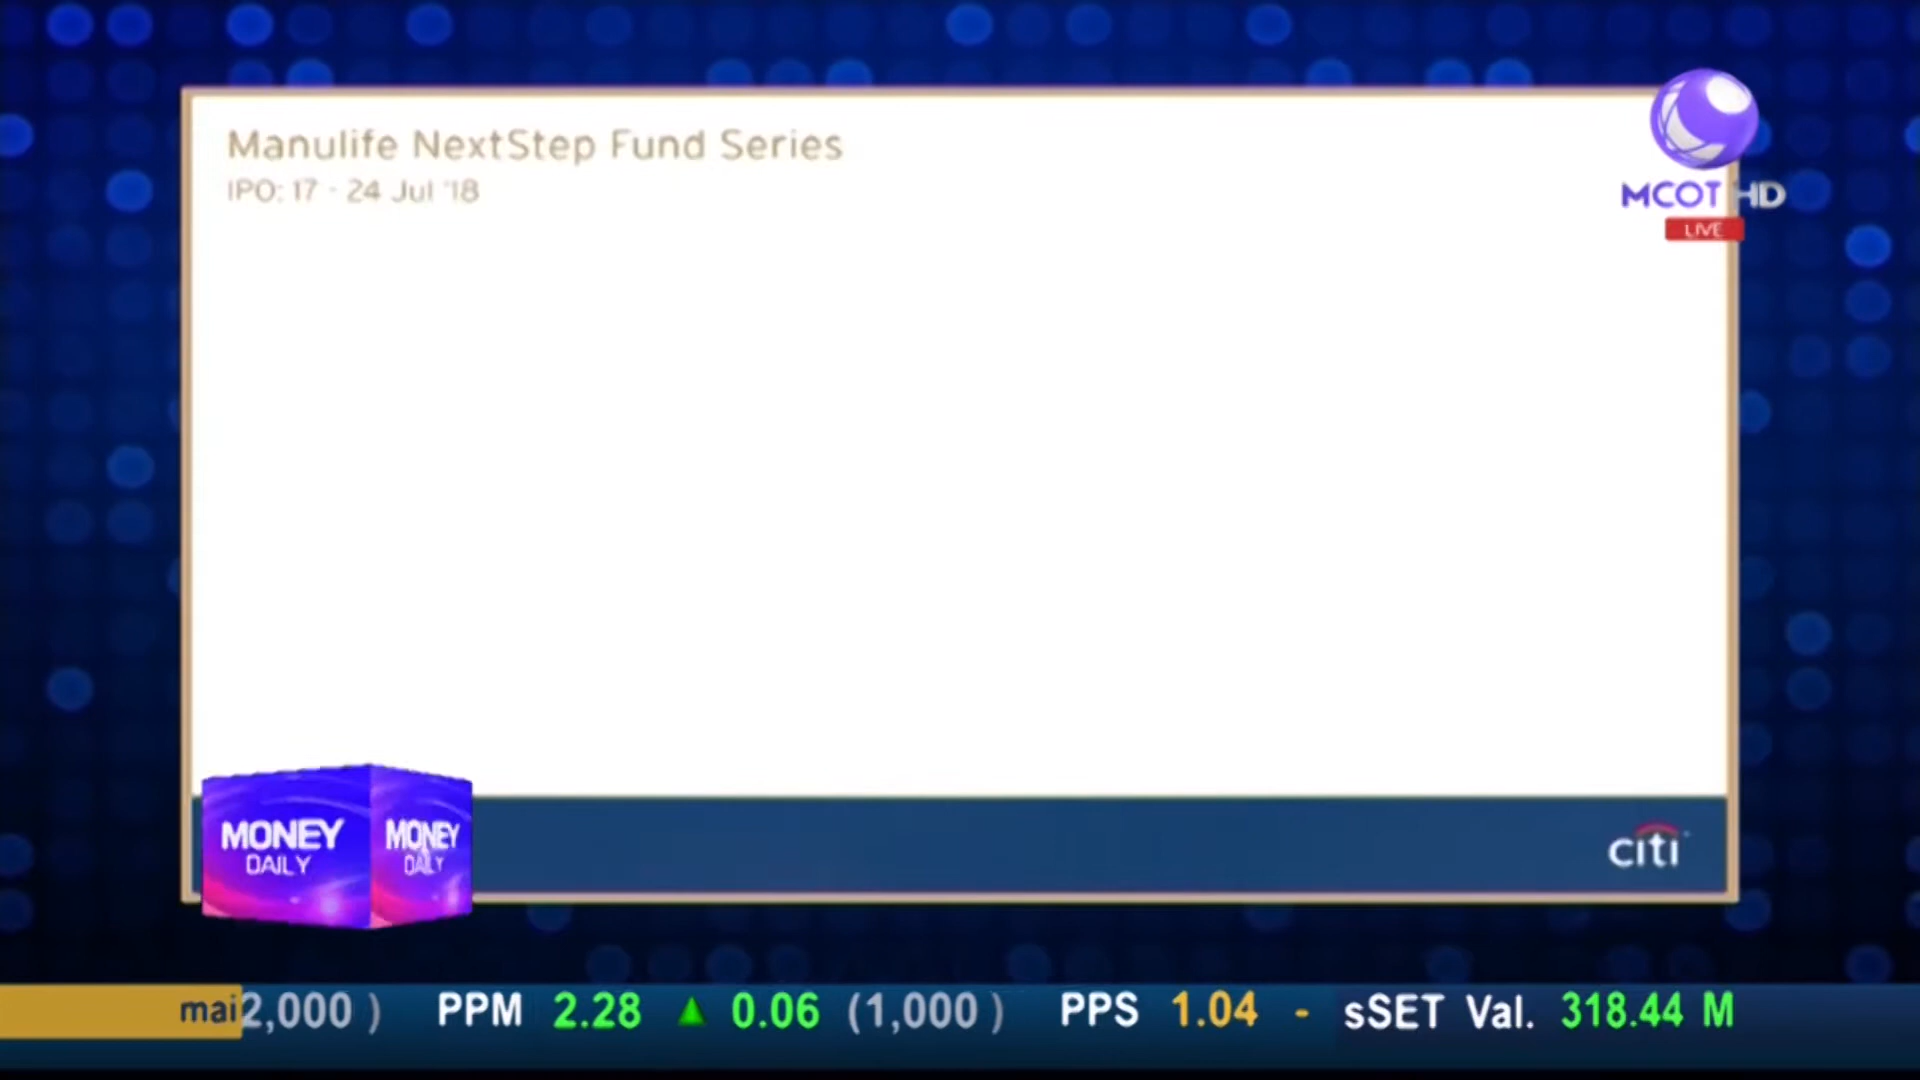 Manulife NextStep Fund Series
IPO: 17 - 24 Jul '18
MCOT HD
LIVE
MONEY DAILY
MONEY DAILY
citi
mai 2,000 ) PPM 2.28 ▲ 0.06 (1,000 ) PPS 1.04 - sSET Val. 318.44 M